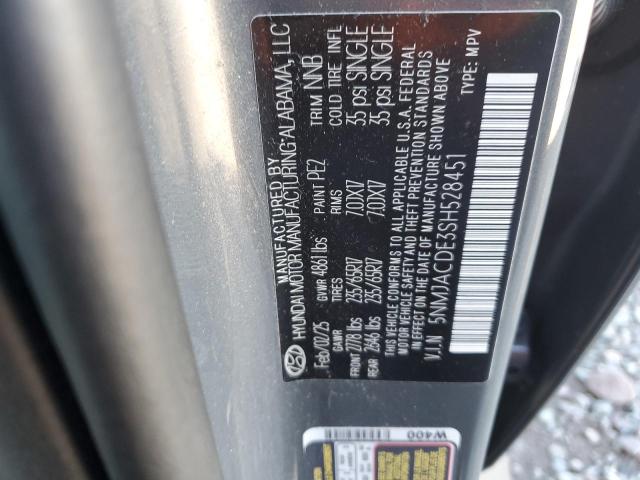 MANUFACTURED BY
HYUNDAI MOTOR MANUFACTURING ALABAMA, LLC
Feb/02/25 GVWR 4861 lbs PAINT PE2 TRIM NNB
GAWR TIRES RIMS COLD TIRE INFL
FRONT 2778 lbs 235/65R17 7.0JX17 35 psi SINGLE
REAR 2646 lbs 235/65R17 7.0JX17 35 psi SINGLE
THIS VEHICLE CONFORMS TO ALL APPLICABLE U.S.A. FEDERAL
MOTOR VEHICLE SAFETY AND THEFT PREVENTION STANDARDS
IN EFFECT ON THE DATE OF MANUFACTURE SHOWN ABOVE
V.I.N 5NMJACDE3SH528451 TYPE: MPV
W400